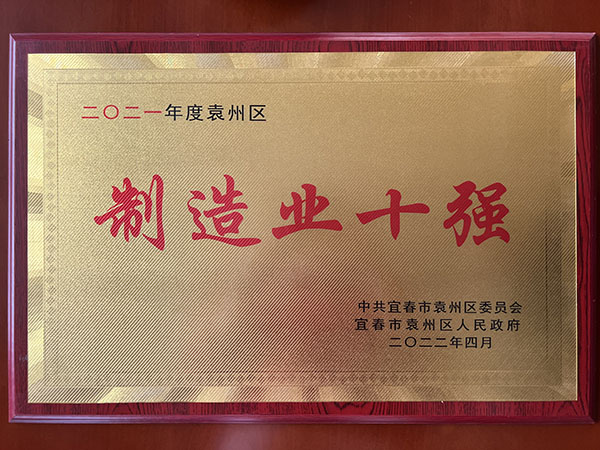 二〇二一年度袁州区
制造业十强
中共宜春市袁州区委员会
宜春市袁州区人民政府
二〇二二年四月